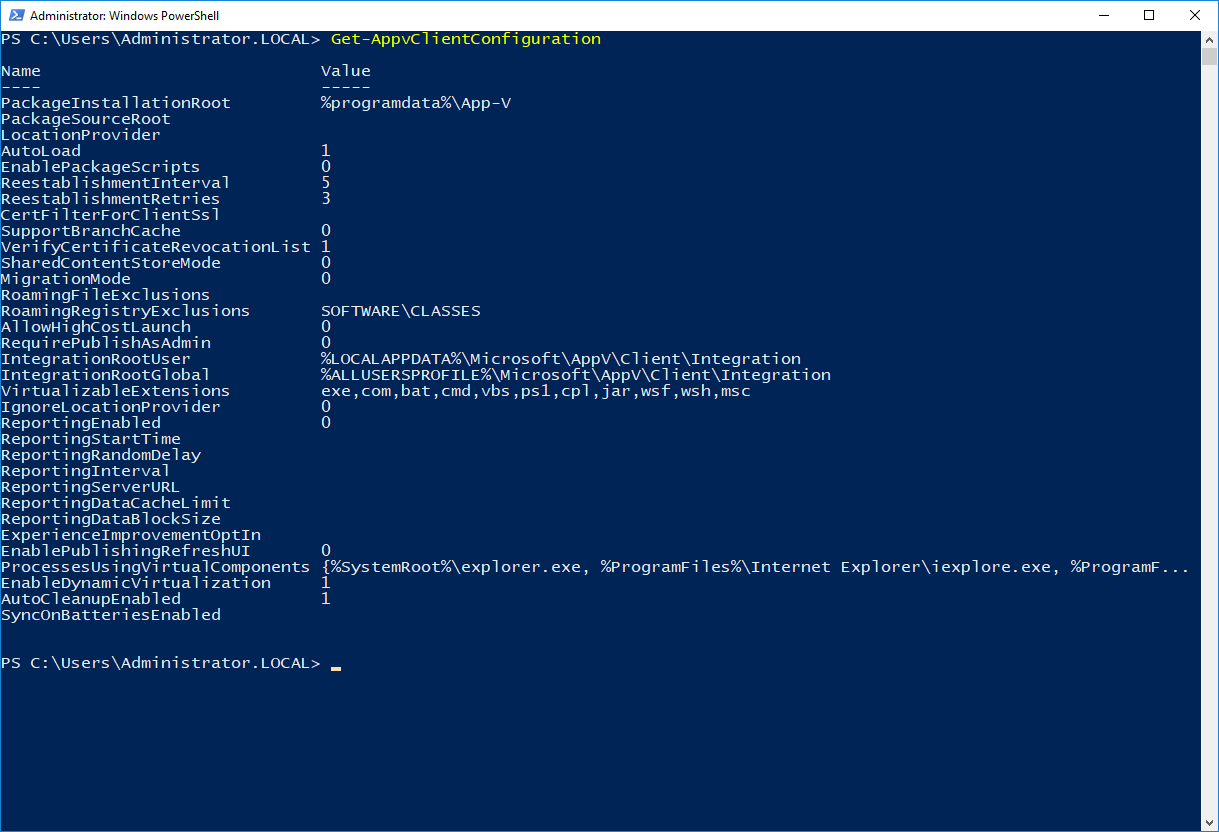 Administrator: Windows PowerShell
PS C:\Users\Administrator.LOCAL> Get-AppvClientConfiguration
Name Value
---- -----
PackageInstallationRoot %programdata%\App-V
PackageSourceRoot
LocationProvider
AutoLoad 1
EnablePackageScripts 0
ReestablishmentInterval 5
ReestablishmentRetries 3
CertFilterForClientSsl
SupportBranchCache 0
VerifyCertificateRevocationList 1
SharedContentStoreMode 0
MigrationMode 0
RoamingFileExclusions
RoamingRegistryExclusions SOFTWARE\CLASSES
AllowHighCostLaunch 0
RequirePublishAsAdmin 0
IntegrationRootUser %LOCALAPPDATA%\Microsoft\AppV\Client\Integration
IntegrationRootGlobal %ALLUSERSPROFILE%\Microsoft\AppV\Client\Integration
VirtualizableExtensions exe,com,bat,cmd,vbs,ps1,cpl,jar,wsf,wsh,msc
IgnoreLocationProvider 0
ReportingEnabled 0
ReportingStartTime
ReportingRandomDelay
ReportingInterval
ReportingServerURL
ReportingDataCacheLimit
ReportingDataBlockSize
ExperienceImprovementOptIn
EnablePublishingRefreshUI 0
ProcessesUsingVirtualComponents {%SystemRoot%\explorer.exe, %ProgramFiles%\Internet Explorer\iexplore.exe, %ProgramF...
EnableDynamicVirtualization 1
AutoCleanupEnabled 1
SyncOnBatteriesEnabled
PS C:\Users\Administrator.LOCAL> _